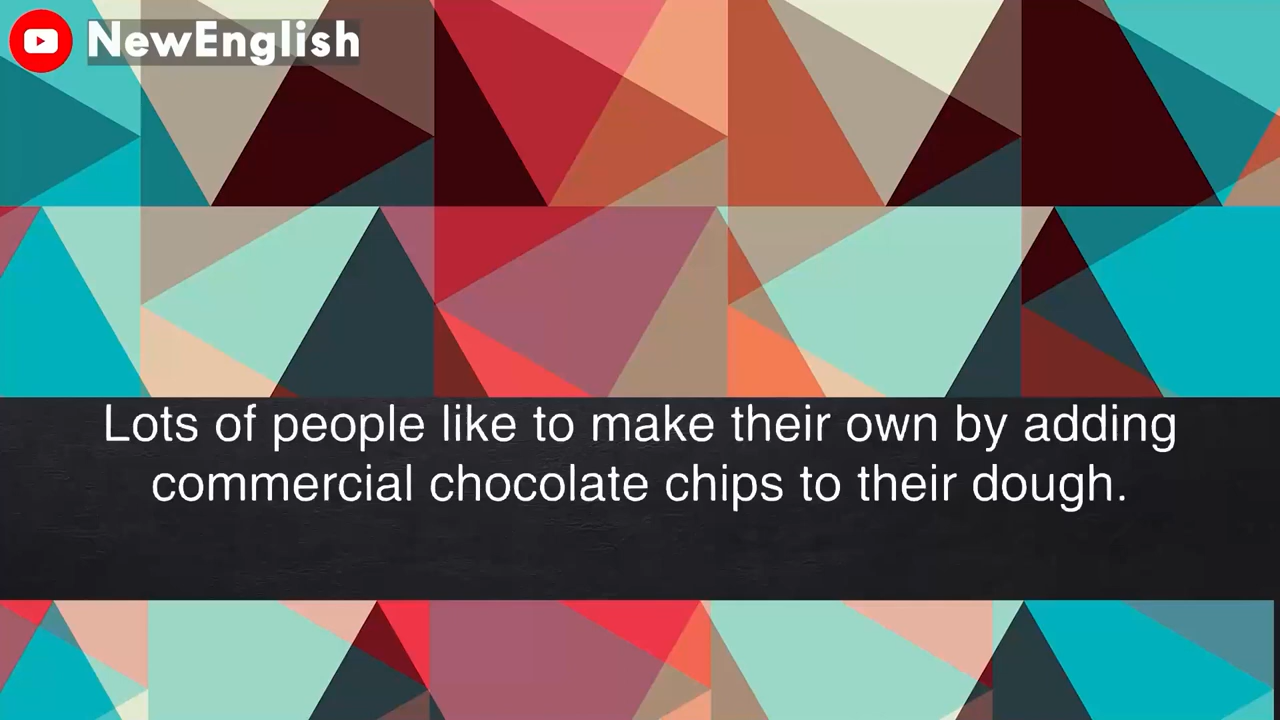 NewEnglish
Lots of people like to make their own by adding
commercial chocolate chips to their dough.